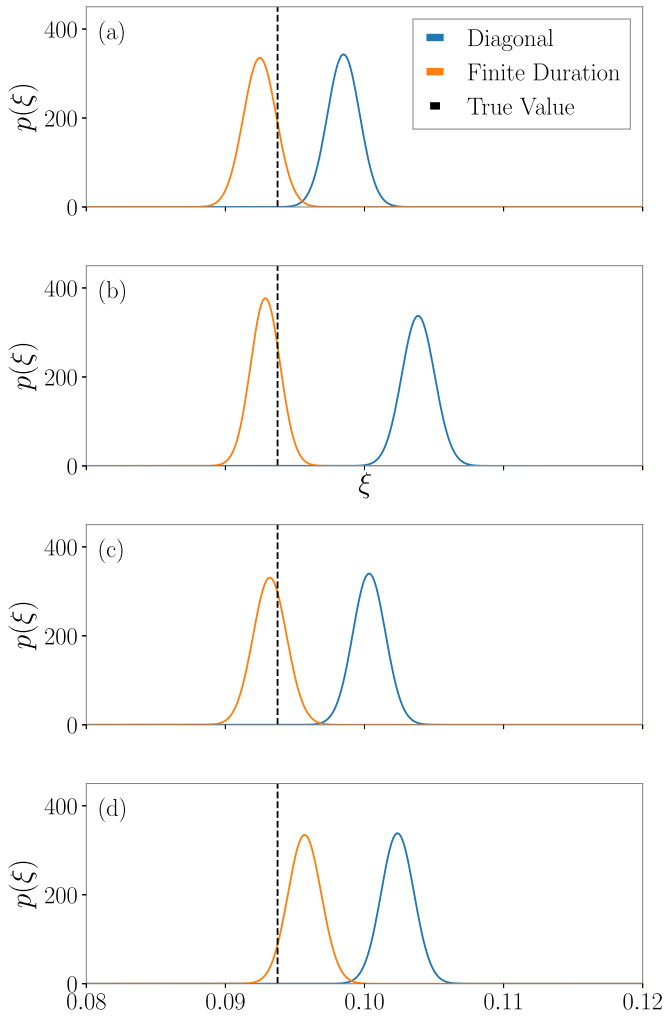 (a)
Diagonal
Finite Duration
True Value
p(ξ)
400
200
0
(b)
p(ξ)
400
200
0
ξ
(c)
p(ξ)
400
200
0
(d)
p(ξ)
400
200
0
0.08 0.09 0.10 0.11 0.12